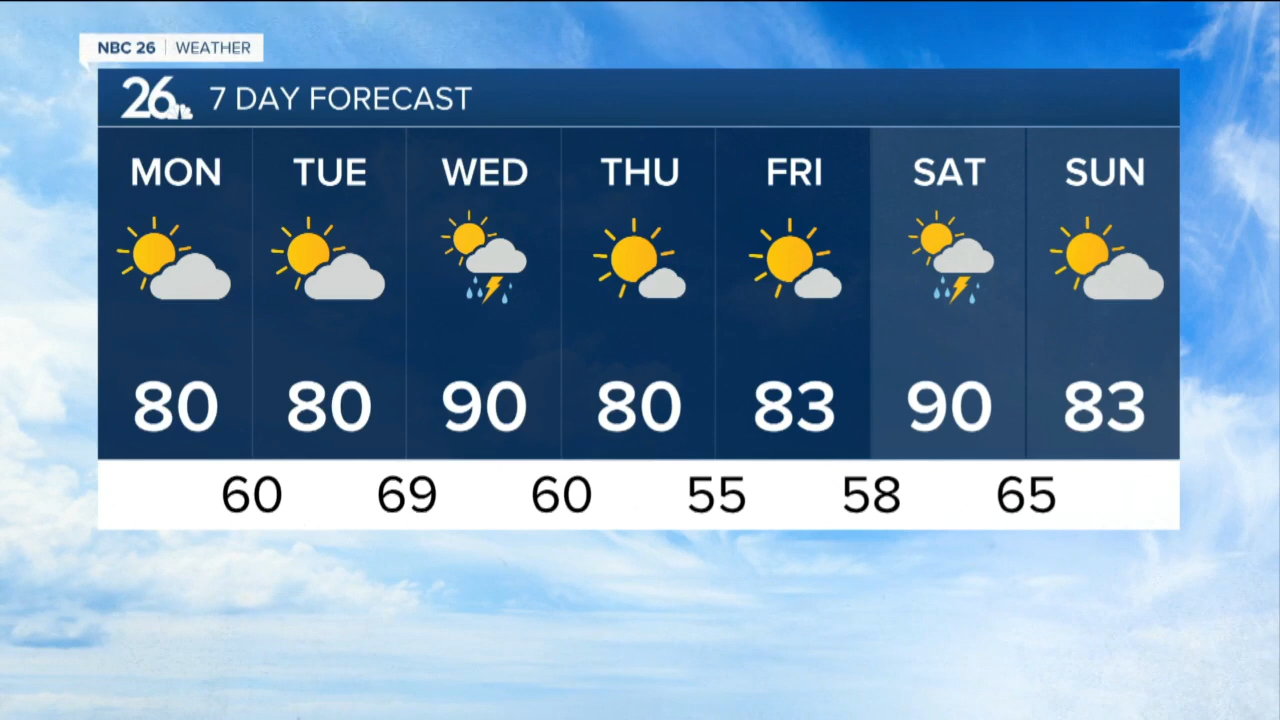 NBC 26 | WEATHER
26 7 DAY FORECAST
MON TUE WED THU FRI SAT SUN
80 80 90 80 83 90 83
60 69 60 55 58 65